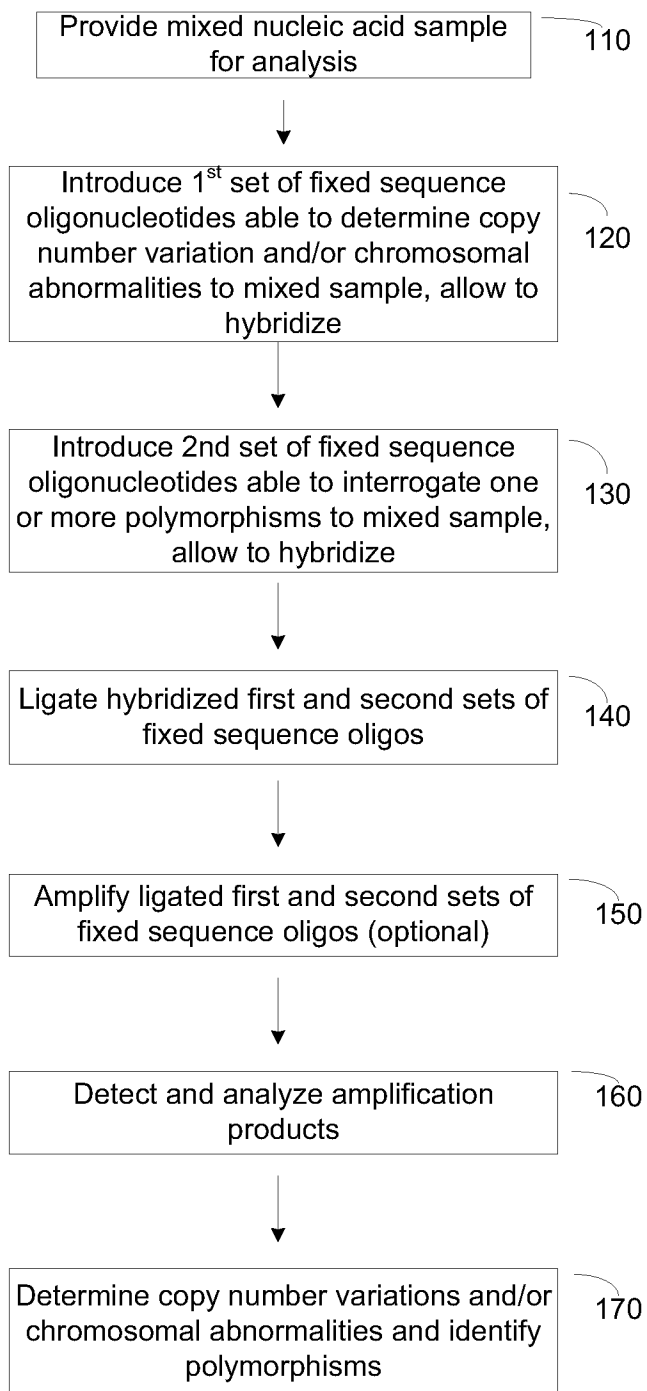 Provide mixed nucleic acid sample
for analysis
110
Introduce 1st set of fixed sequence
oligonucleotides able to determine copy
number variation and/or chromosomal
abnormalities to mixed sample, allow to
hybridize
120
Introduce 2nd set of fixed sequence
oligonucleotides able to interrogate one
or more polymorphisms to mixed sample,
allow to hybridize
130
Ligate hybridized first and second sets of
fixed sequence oligos
140
Amplify ligated first and second sets of
fixed sequence oligos (optional)
150
Detect and analyze amplification
products
160
Determine copy number variations and/or
chromosomal abnormalities and identify
polymorphisms
170